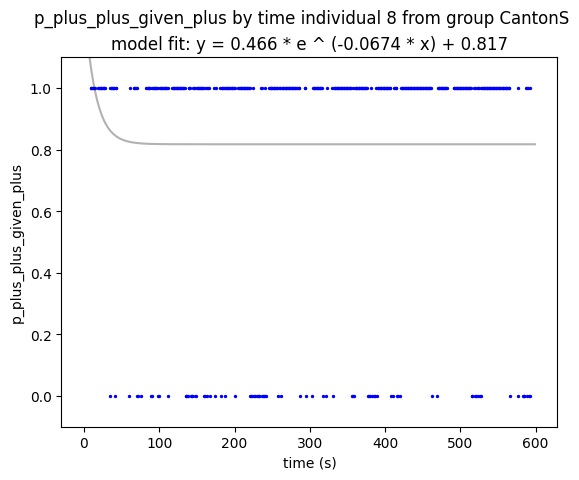 p_plus_plus_given_plus by time individual 8 from group CantonS
model fit: y = 0.466 * e ^ (-0.0674 * x) + 0.817
p_plus_plus_given_plus
1.0
0.8
0.6
0.4
0.2
0.0
0 100 200 300 400 500 600
time (s)